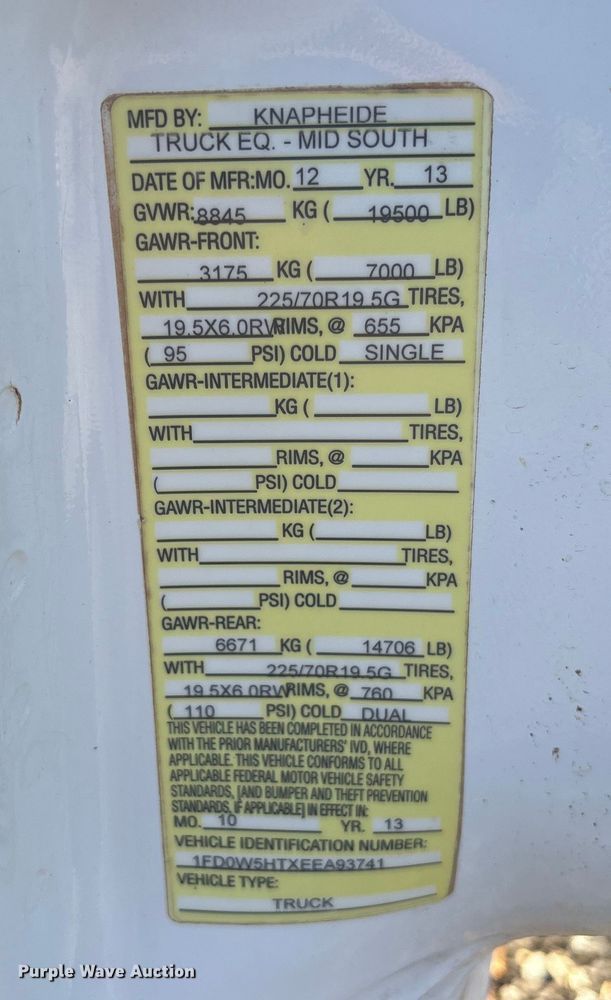 MFD BY: KNAPHEIDE
TRUCK EQ. - MID SOUTH
DATE OF MFR: MO. 12 YR. 13
GVWR: 8845 KG ( 19500 LB)
GAWR-FRONT:
3175 KG ( 7000 LB)
WITH 225/70R19.5G TIRES,
19.5X6.0RW RIMS, @ 655 KPA
( 95 PSI) COLD SINGLE
GAWR-INTERMEDIATE(1):
KG ( LB)
WITH TIRES,
RIMS, @ KPA
( PSI) COLD
GAWR-INTERMEDIATE(2):
KG ( LB)
WITH TIRES,
RIMS, @ KPA
( PSI) COLD
GAWR-REAR:
6671 KG ( 14706 LB)
WITH 225/70R19.5G TIRES,
19.5X6.0RW RIMS, @ 760 KPA
( 110 PSI) COLD DUAL
THIS VEHICLE HAS BEEN COMPLETED IN ACCORDANCE
WITH THE PRIOR MANUFACTURERS' IVD, WHERE
APPLICABLE. THIS VEHICLE CONFORMS TO ALL
APPLICABLE FEDERAL MOTOR VEHICLE SAFETY
STANDARDS, [AND BUMPER AND THEFT PREVENTION
STANDARDS, IF APPLICABLE] IN EFFECT IN:
MO. 10 YR. 13
VEHICLE IDENTIFICATION NUMBER:
1FD0W5HTXEEA93741
VEHICLE TYPE:
TRUCK
Purple Wave Auction